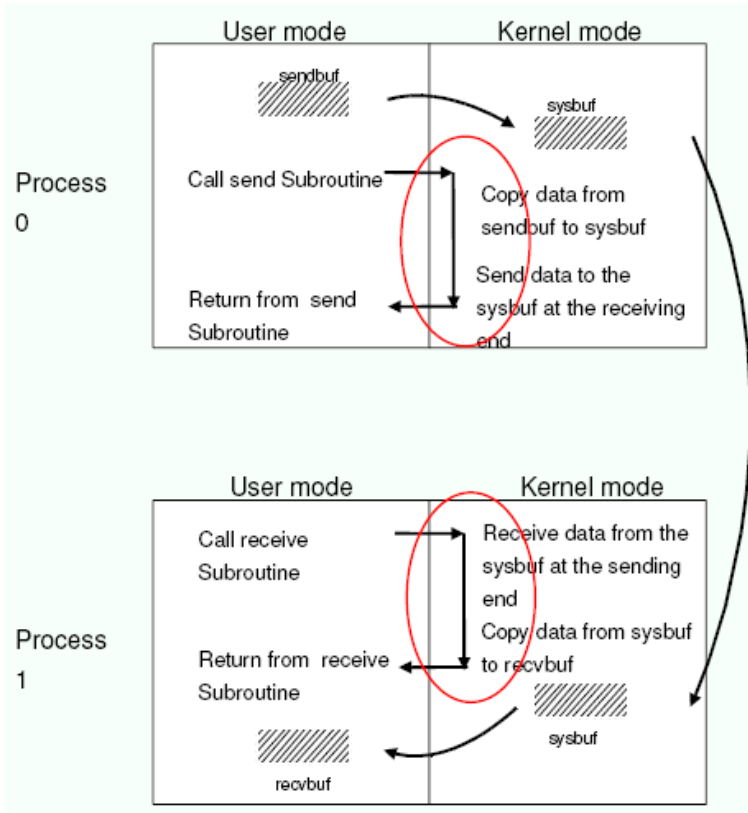 User mode
Kernel mode
sendbuf
sysbuf
Process
0
Call send Subroutine
Copy data from
sendbuf to sysbuf
Return from send
Subroutine
Send data to the
sysbuf at the receiving
end
User mode
Kernel mode
Process
1
Call receive
Subroutine
Receive data from the
sysbuf at the sending
end
Return from receive
Subroutine
Copy data from sysbuf
to recvbuf
sysbuf
recvbuf